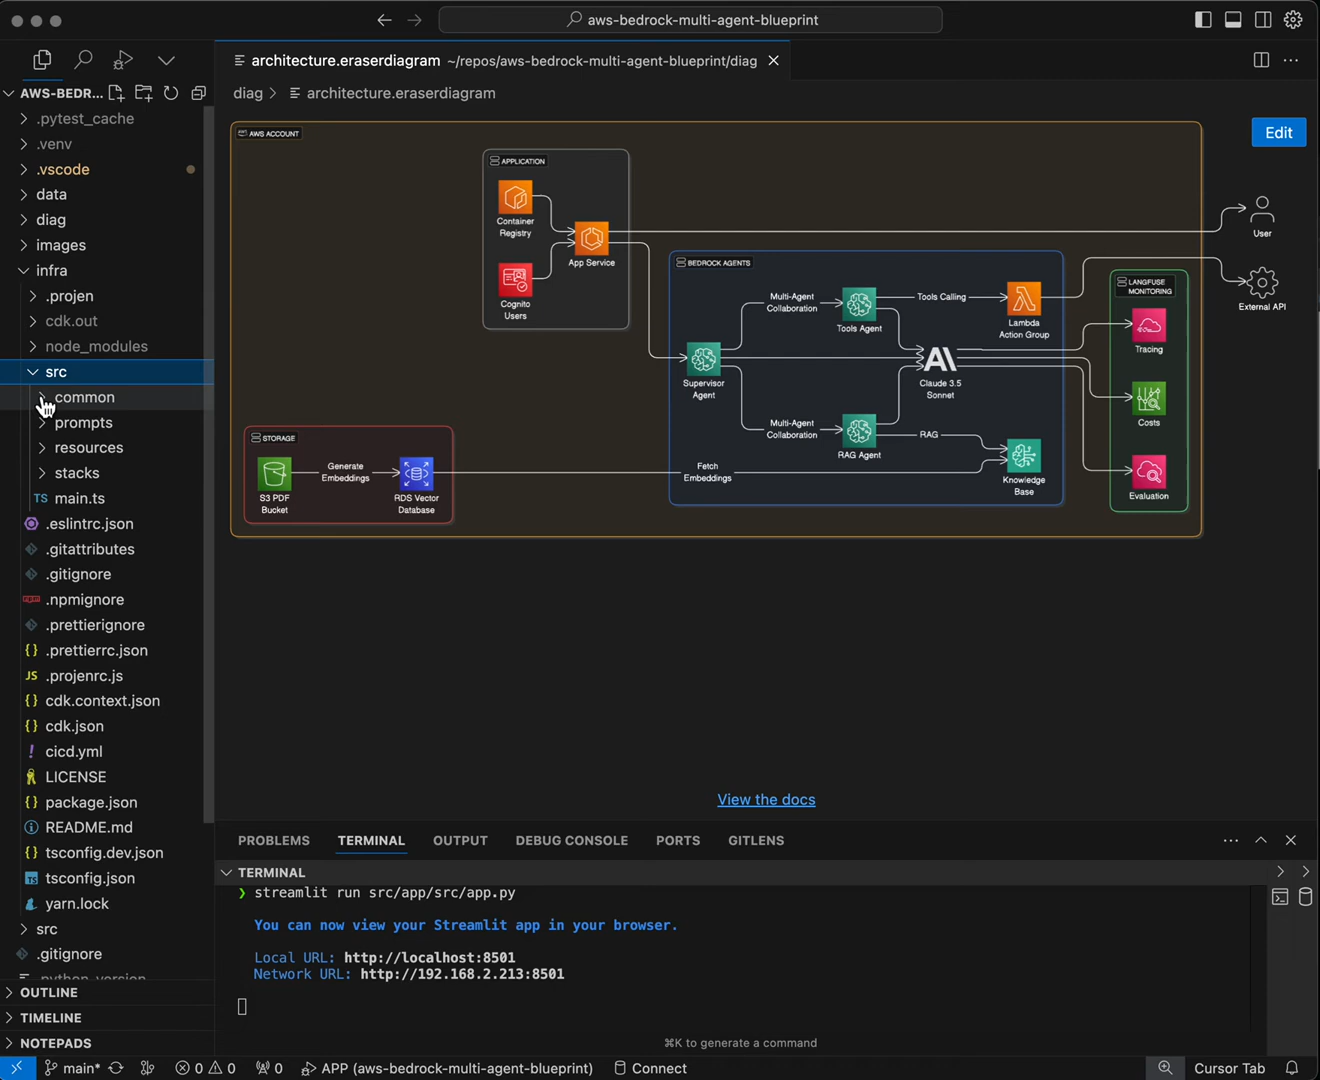 aws-bedrock-multi-agent-blueprint
architecture.eraserdiagram ~/repos/aws-bedrock-multi-agent-blueprint/diag
diag > architecture.eraserdiagram
AWS-BEDR...
.pytest_cache
.venv
.vscode
data
diag
images
infra
.projen
cdk.out
node_modules
src
common
prompts
resources
stacks
TS main.ts
.eslintrc.json
.gitattributes
.gitignore
.npmignore
.prettierignore
{} .prettierrc.json
JS .projenrc.js
{} cdk.context.json
{} cdk.json
! cicd.yml
LICENSE
{} package.json
README.md
{} tsconfig.dev.json
tsconfig.json
yarn.lock
src
.gitignore
.python_version
OUTLINE
TIMELINE
NOTEPADS
Edit
AWS ACCOUNT
APPLICATION
Container
Registry
App Service
Cognito
Users
User
External API
BEDROCK AGENTS
Multi-Agent
Collaboration
Tools Agent
Tools Calling
Lambda
Action Group
Supervisor
Agent
Claude 3.5
Sonnet
Multi-Agent
Collaboration
RAG Agent
RAG
Knowledge
Base
LANGFUSE
MONITORING
Tracing
Costs
Evaluation
STORAGE
S3 PDF
Bucket
Generate
Embeddings
RDS Vector
Database
Fetch
Embeddings
View the docs
PROBLEMS TERMINAL OUTPUT DEBUG CONSOLE PORTS GITLENS
TERMINAL
❯ streamlit run src/app/src/app.py
You can now view your Streamlit app in your browser.
Local URL: http://localhost:8501
Network URL: http://192.168.2.213:8501
⌘K to generate a command
main* 0 0 0 APP (aws-bedrock-multi-agent-blueprint) Connect Cursor Tab